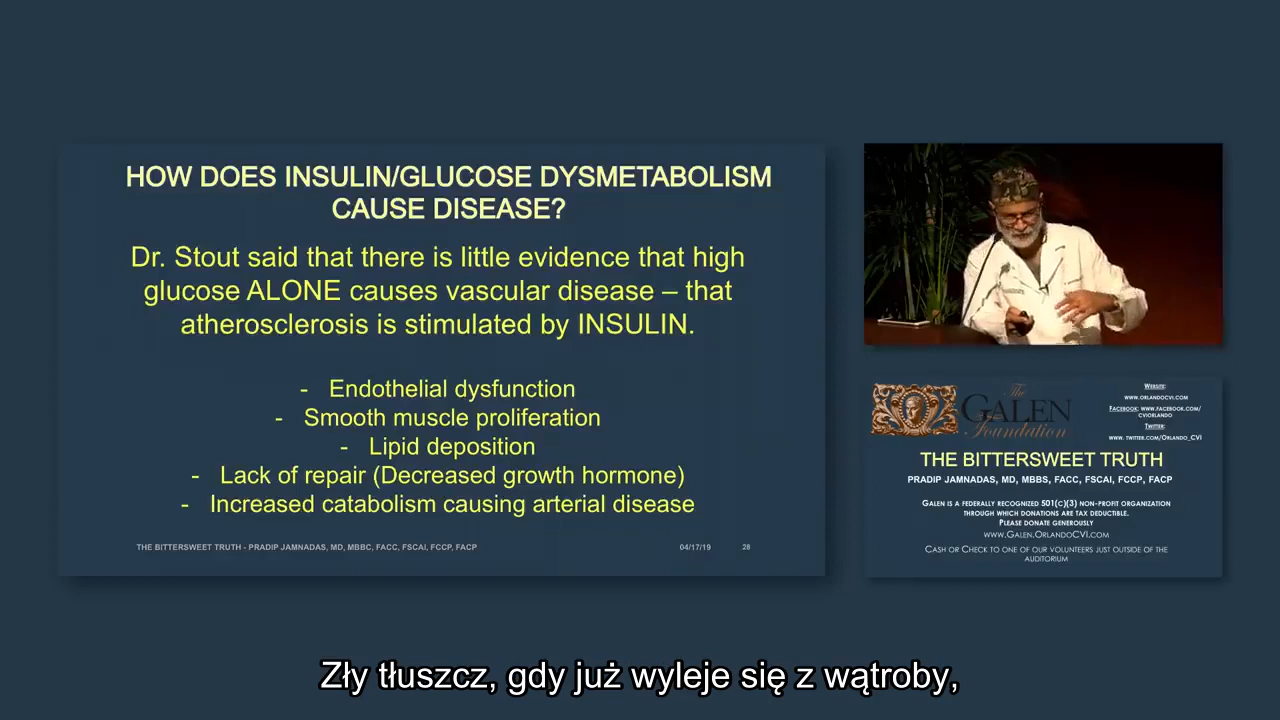 HOW DOES INSULIN/GLUCOSE DYSMETABOLISM
CAUSE DISEASE?
Dr. Stout said that there is little evidence that high
glucose ALONE causes vascular disease – that
atherosclerosis is stimulated by INSULIN.
- Endothelial dysfunction
- Smooth muscle proliferation
- Lipid deposition
- Lack of repair (Decreased growth hormone)
- Increased catabolism causing arterial disease
THE BITTERSWEET TRUTH - PRADIP JAMNADAS, MD, MBBC, FACC, FSCAI, FCCP, FACP 04/17/19 28
The
GALEN
Foundation
WEBSITE:
WWW.ORLANDOCVI.COM
FACEBOOK: WWW.FACEBOOK.COM/
CVIORLANDO
TWITTER:
WWW. TWITTER.COM/ORLANDO_CVI
THE BITTERSWEET TRUTH
PRADIP JAMNADAS, MD, MBBS, FACC, FSCAI, FCCP, FACP
GALEN IS A FEDERALLY RECOGNIZED 501(C)(3) NON-PROFIT ORGANIZATION
THROUGH WHICH DONATIONS ARE TAX DEDUCTIBLE.
PLEASE DONATE GENEROUSLY
WWW.GALEN.ORLANDOCVI.COM
CASH OR CHECK TO ONE OF OUR VOLUNTEERS JUST OUTSIDE OF THE
AUDITORIUM
Zły tłuszcz, gdy już wyleje się z wątroby,